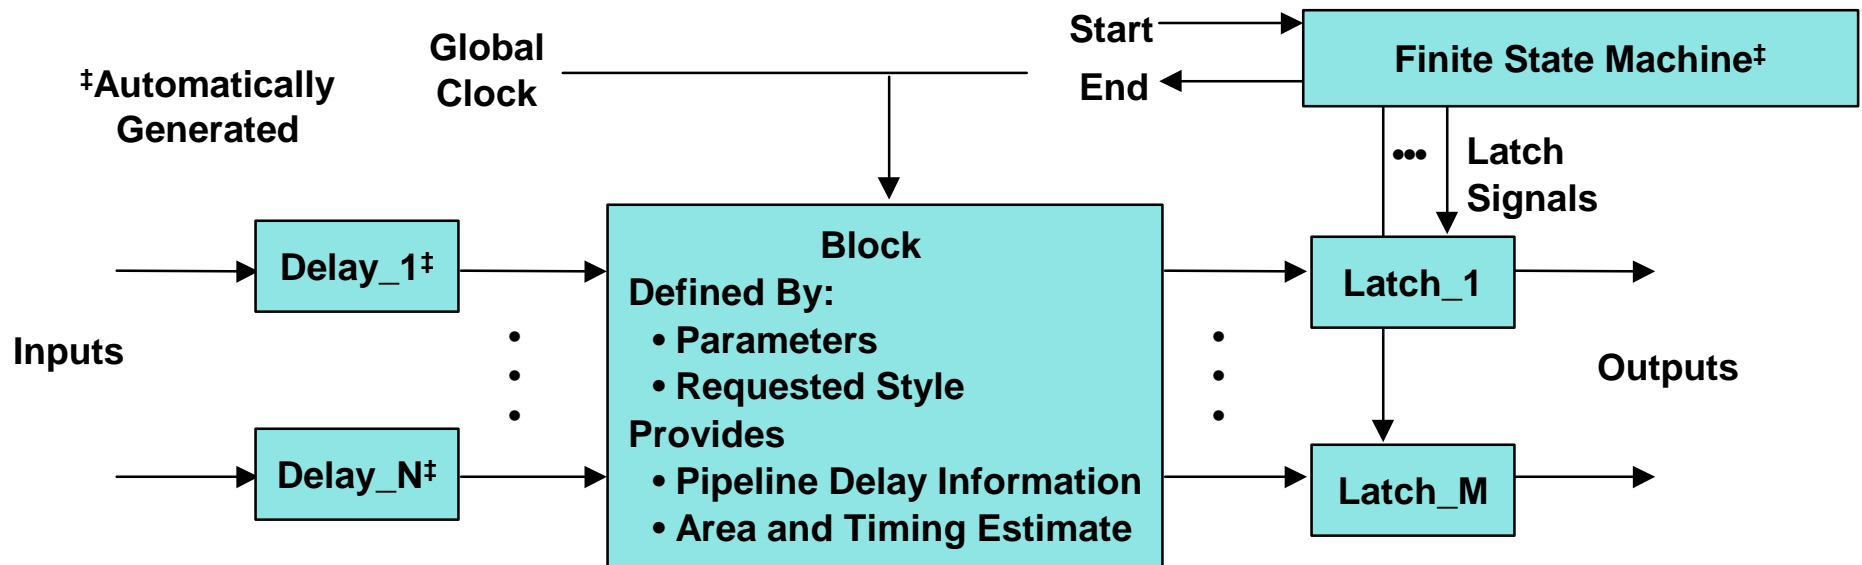 ‡Automatically
Generated
Global
Clock
Start
End
Finite State Machine‡
•••
Latch
Signals
Inputs
Delay_1‡
Delay_N‡
Block
Defined By:
• Parameters
• Requested Style
Provides
• Pipeline Delay Information
• Area and Timing Estimate
Latch_1
Latch_M
Outputs